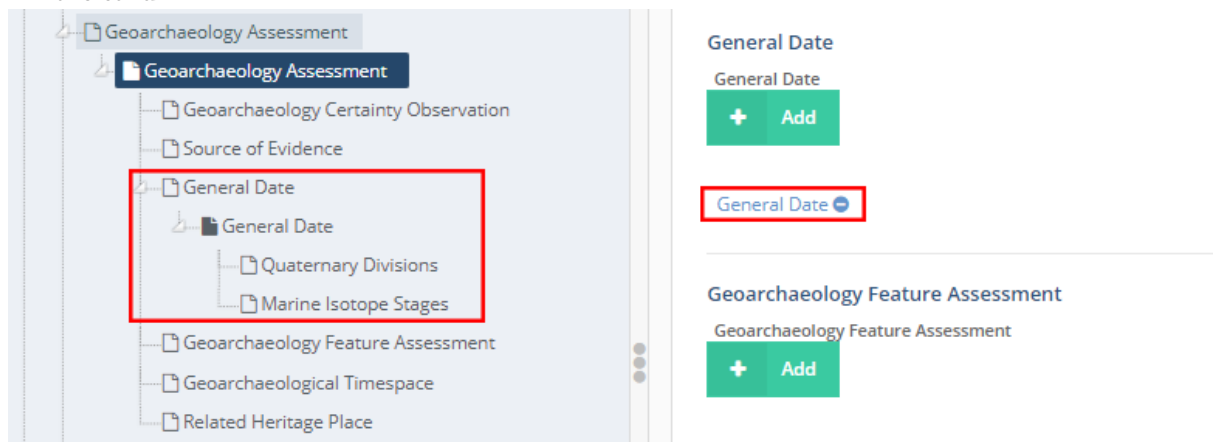 Geoarchaeology Assessment
Geoarchaeology Assessment
Geoarchaeology Certainty Observation
Source of Evidence
General Date
General Date
Quaternary Divisions
Marine Isotope Stages
Geoarchaeology Feature Assessment
Geoarchaeological Timespace
Related Heritage Place
General Date
General Date
Add
General Date
Geoarchaeology Feature Assessment
Geoarchaeology Feature Assessment
Add